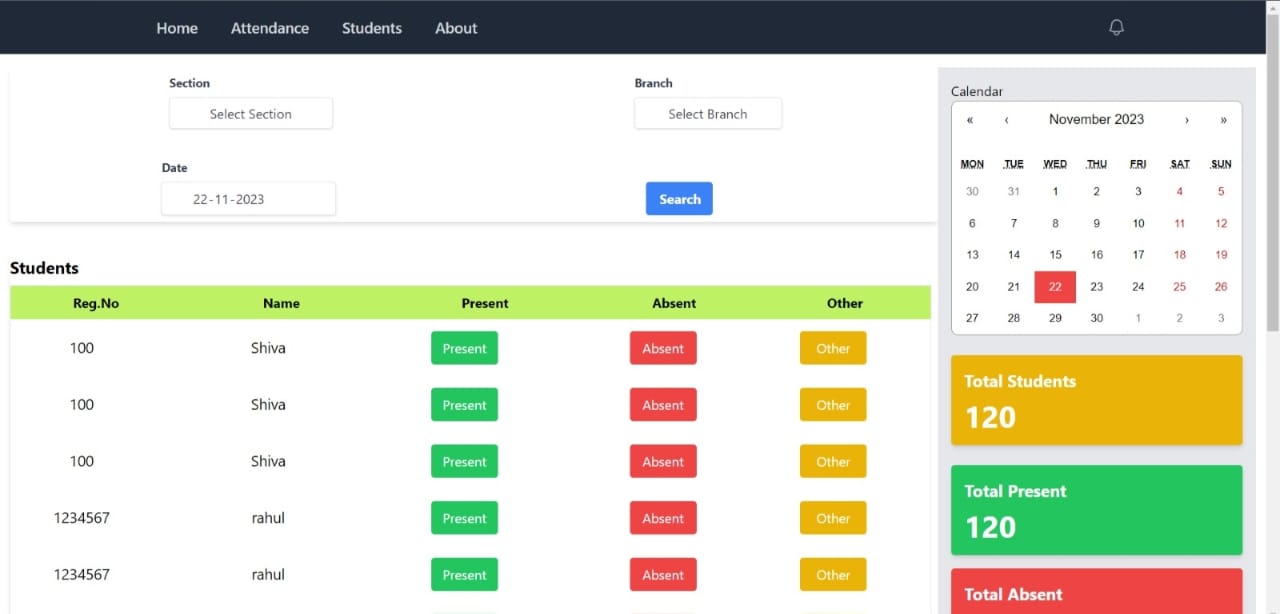 Home Attendance Students About
Section
Select Section
Branch
Select Branch
Date
22-11-2023
Search
Students
Reg.No Name Present Absent Other
100 Shiva Present Absent Other
100 Shiva Present Absent Other
100 Shiva Present Absent Other
1234567 rahul Present Absent Other
1234567 rahul Present Absent Other
Calendar
« ‹ November 2023 › »
MON TUE WED THU FRI SAT SUN
30 31 1 2 3 4 5
6 7 8 9 10 11 12
13 14 15 16 17 18 19
20 21 22 23 24 25 26
27 28 29 30 1 2 3
Total Students
120
Total Present
120
Total Absent